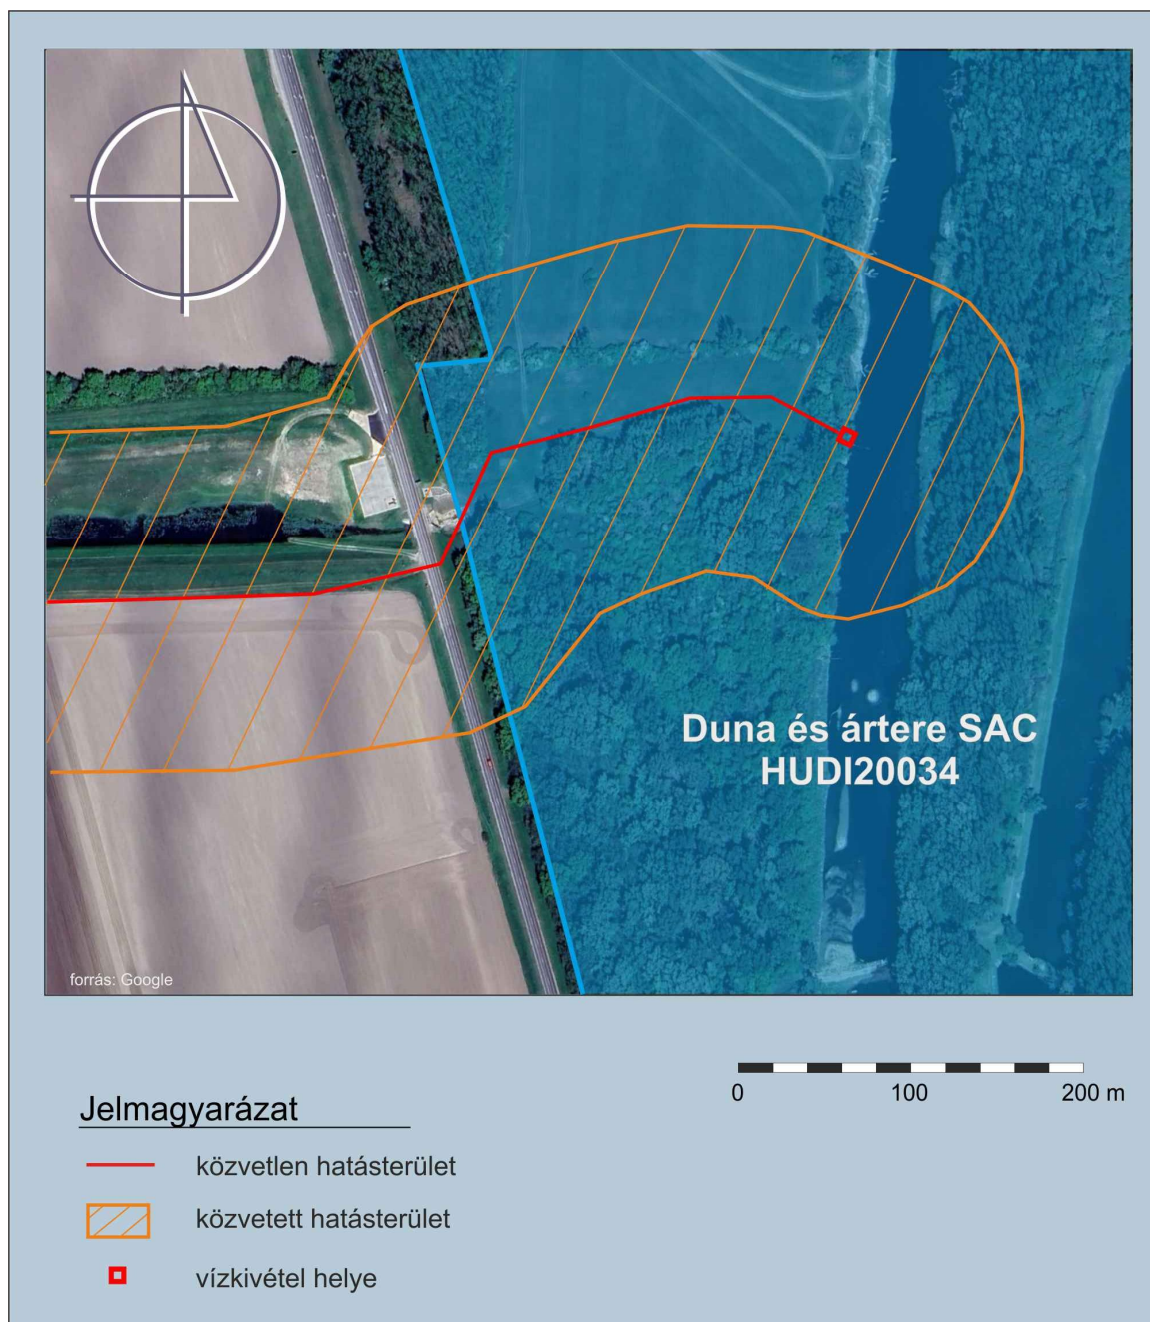 Duna és ártere SAC
HUDI20034
forrás: Google
0 100 200 m
Jelmagyarázat
közvetlen hatásterület
közvetett hatásterület
vízkivétel helye